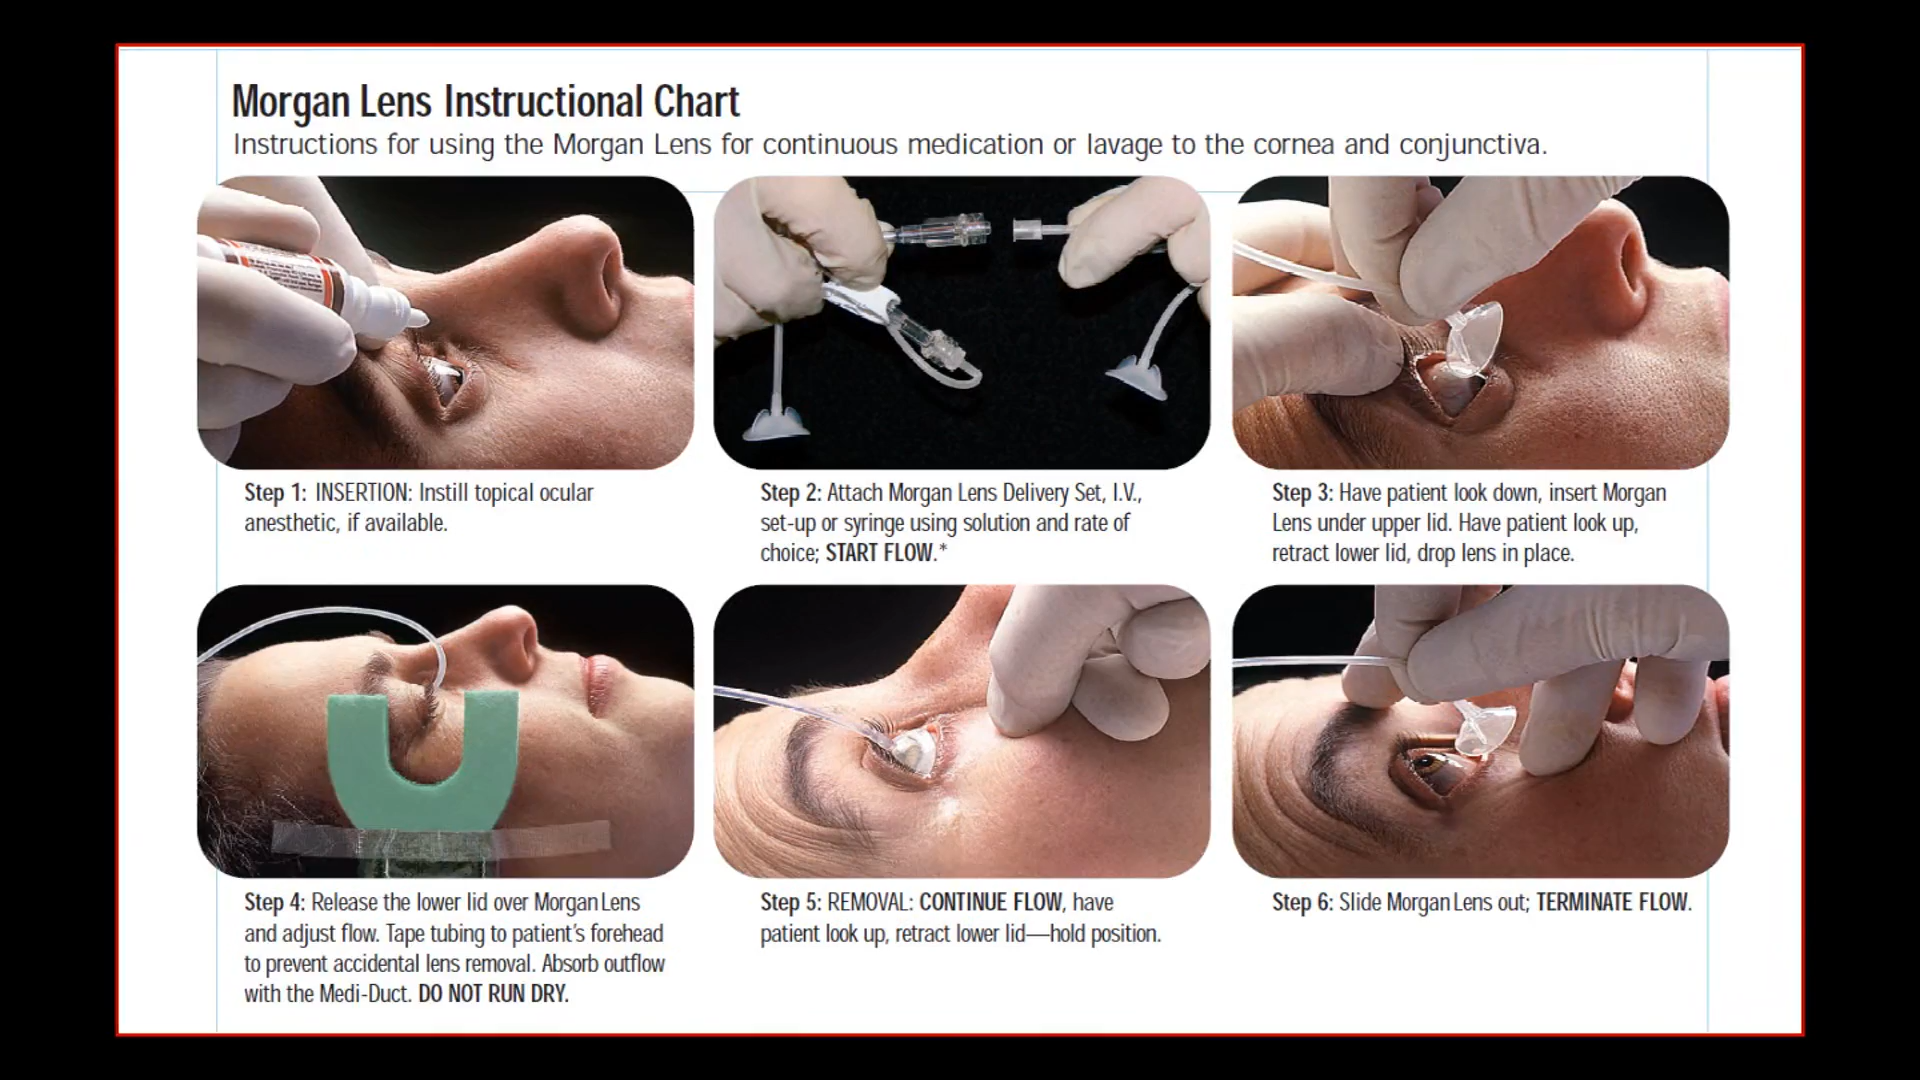 Morgan Lens Instructional Chart
Instructions for using the Morgan Lens for continuous medication or lavage to the cornea and conjunctiva.
Step 1: INSERTION: Instill topical ocular
anesthetic, if available.
Step 2: Attach Morgan Lens Delivery Set, I.V.,
set-up or syringe using solution and rate of
choice; START FLOW.*
Step 3: Have patient look down, insert Morgan
Lens under upper lid. Have patient look up,
retract lower lid, drop lens in place.
Step 4: Release the lower lid over Morgan Lens
and adjust flow. Tape tubing to patient's forehead
to prevent accidental lens removal. Absorb outflow
with the Medi-Duct. DO NOT RUN DRY.
Step 5: REMOVAL: CONTINUE FLOW, have
patient look up, retract lower lid—hold position.
Step 6: Slide Morgan Lens out; TERMINATE FLOW.